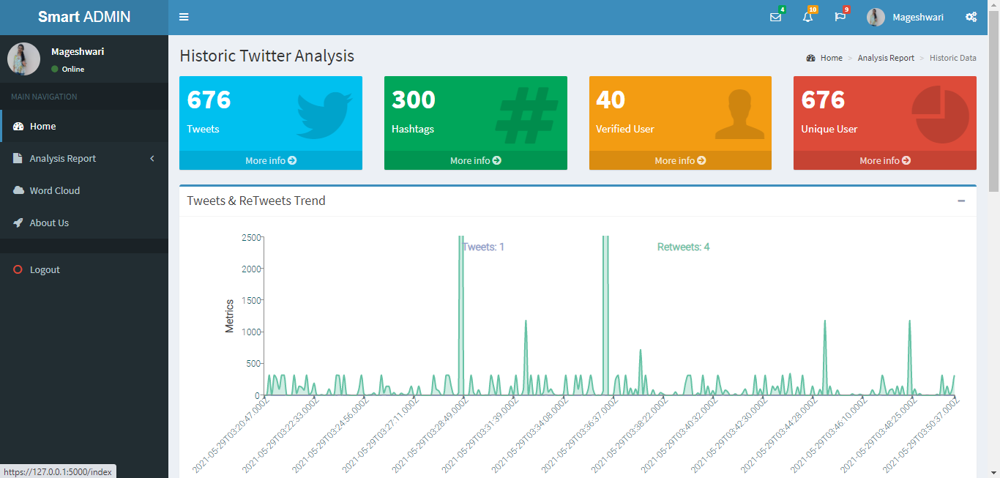 Smart ADMIN
4
10
9
Mageshwari
Mageshwari
Online
MAIN NAVIGATION
Home
Analysis Report
Word Cloud
About Us
Logout
Historic Twitter Analysis
Home > Analysis Report > Historic Data
676
Tweets
More info
300
Hashtags
More info
40
Verified User
More info
676
Unique User
More info
Tweets & ReTweets Trend
Tweets: 1
Retweets: 4
Metrics
2500
2000
1500
1000
500
0
2021-05-29T03:20:47.000Z
2021-05-29T03:22:33.000Z
2021-05-29T03:24:56.000Z
2021-05-29T03:27:11.000Z
2021-05-29T03:28:49.000Z
2021-05-29T03:31:39.000Z
2021-05-29T03:34:08.000Z
2021-05-29T03:36:37.000Z
2021-05-29T03:38:22.000Z
2021-05-29T03:40:32.000Z
2021-05-29T03:42:30.000Z
2021-05-29T03:44:28.000Z
2021-05-29T03:46:10.000Z
2021-05-29T03:48:25.000Z
2021-05-29T03:50:37.000Z
https://127.0.0.1:5000/index